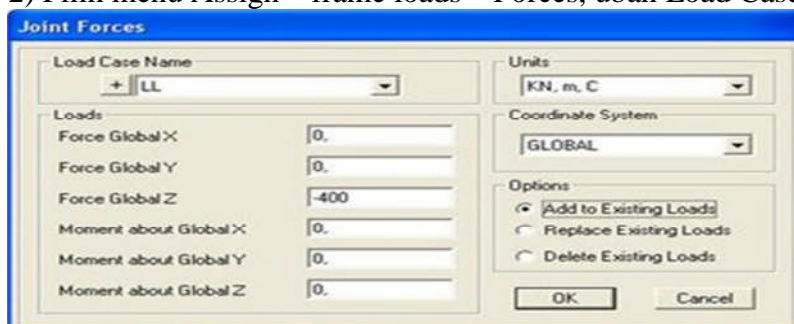 Joint Forces
Load Case Name
+ LL
Units
KN, m, C
Loads
Force Global X 0,
Force Global Y 0,
Force Global Z -400
Moment about Global X 0,
Moment about Global Y 0,
Moment about Global Z 0,
Coordinate System
GLOBAL
Options
Add to Existing Loads
Replace Existing Loads
Delete Existing Loads
OK Cancel